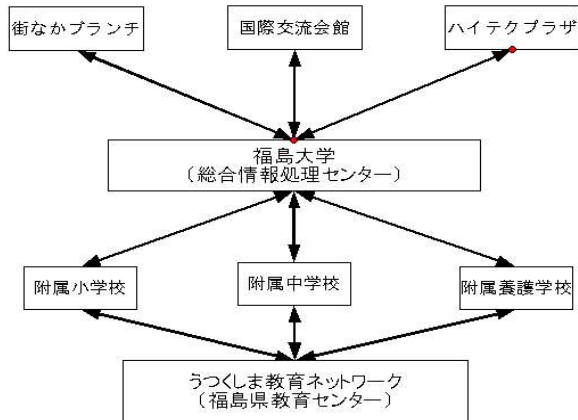 街なかブランチ
国際交流会館
ハイテクプラザ
福島大学
(総合情報処理センター)
附属小学校
附属中学校
附属養護学校
うつくしま教育ネットワーク
(福島県教育センター)